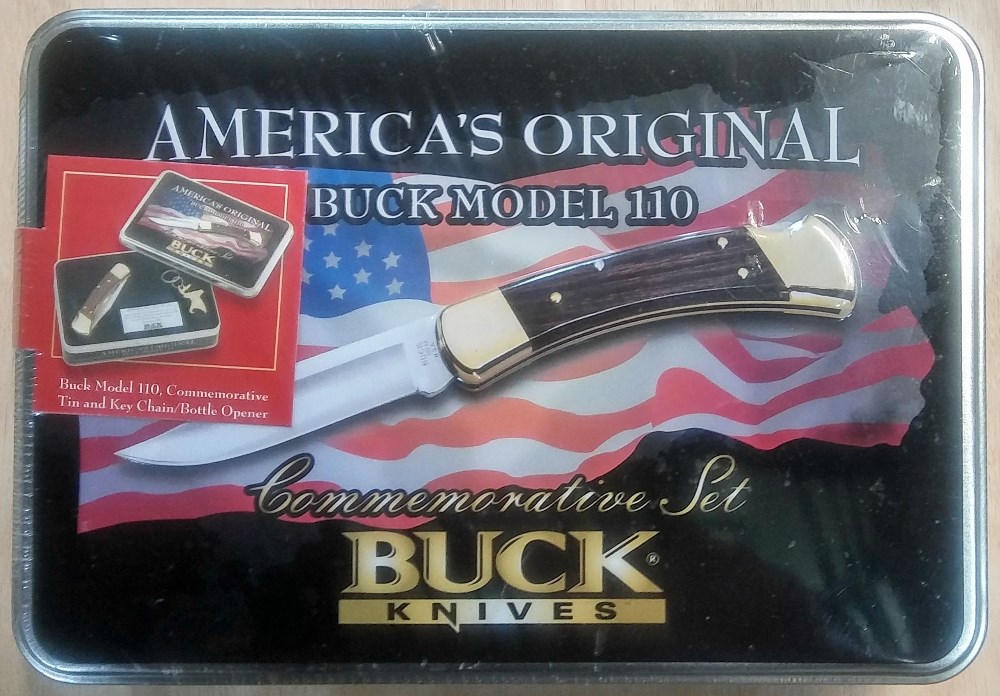 AMERICA'S ORIGINAL
BUCK MODEL 110
AMERICA'S ORIGINAL
BUCK
Buck Model 110, Commemorative
Tin and Key Chain/Bottle Opener
Commemorative Set
BUCK®
KNIVES™